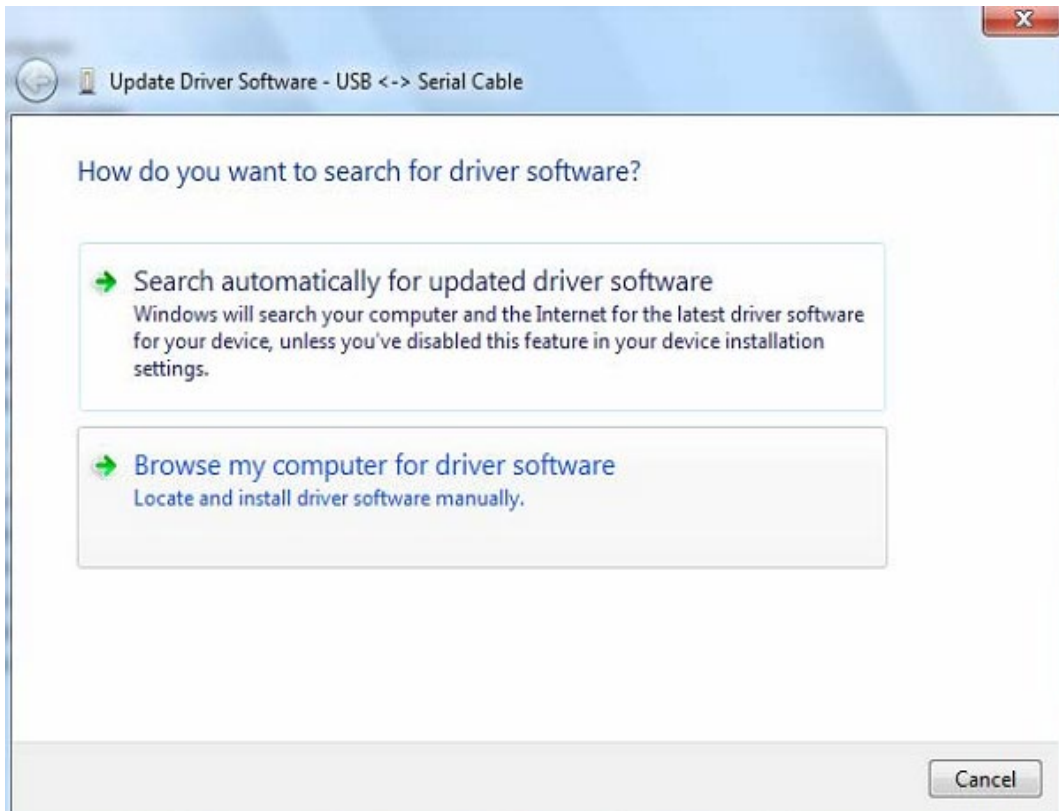 Update Driver Software - USB <-> Serial Cable
How do you want to search for driver software?
Search automatically for updated driver software
Windows will search your computer and the Internet for the latest driver software
for your device, unless you've disabled this feature in your device installation
settings.
Browse my computer for driver software
Locate and install driver software manually.
Cancel